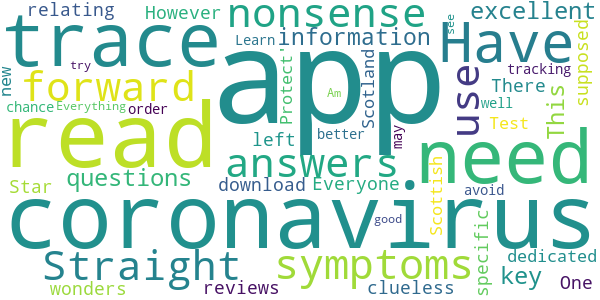 relating However nonsense excellent
trace Learn information Have supposed
new try app see tracking
forward Protect' Scotland use This There
chance Everything Am well
read order left better may Test need
answers
Star questions download Everyone Scottish avoid
coronavirus good specific
Straight symptoms key dedicated
wonders reviews clueless One